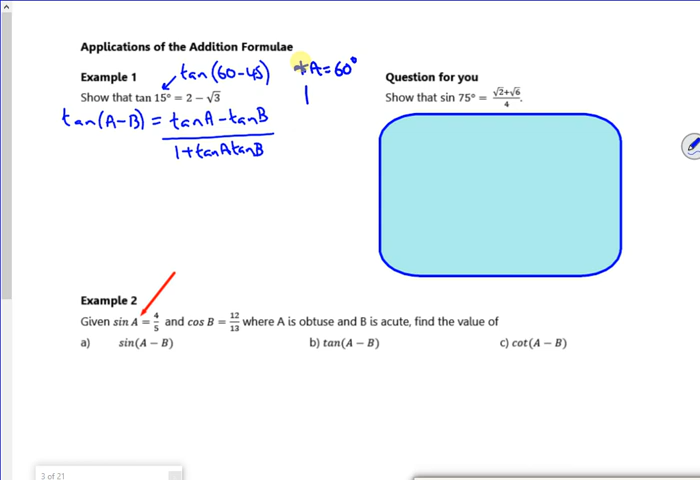 Applications of the Addition Formulae
Example 1
tan(60-45)
Show that tan 15° = 2 − √3
tan(A-B) = tanA - tanB
1+tanAtanB
A=60°
Question for you
Show that sin 75° = √2+√6 / 4.
Example 2
Given sin A = 4/5 and cos B = 12/13 where A is obtuse and B is acute, find the value of
a) sin(A − B) b) tan(A − B) c) cot(A − B)
3 of 21